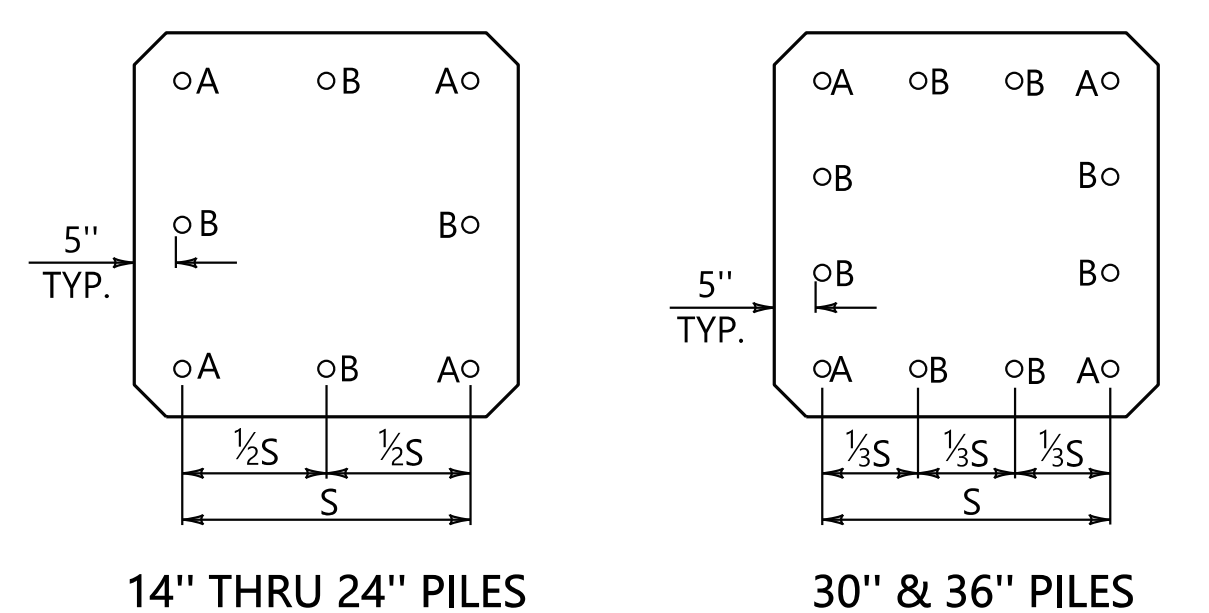 A B A
A B B A
B B
B B
5"
TYP.
B B
5"
TYP.
A B A
A B B A
½S ½S
⅓S ⅓S ⅓S
S
S
14" THRU 24" PILES
30" & 36" PILES